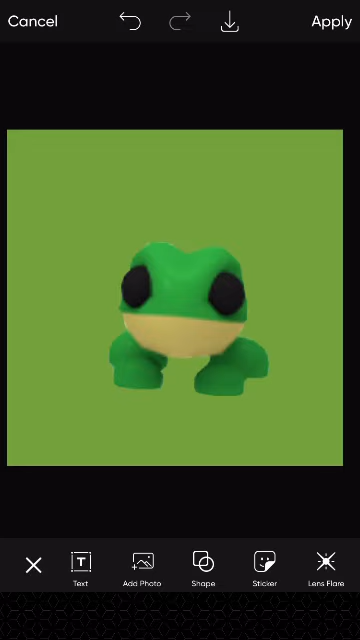 Cancel
Apply
Text
Add Photo
Shape
Sticker
Lens Flare